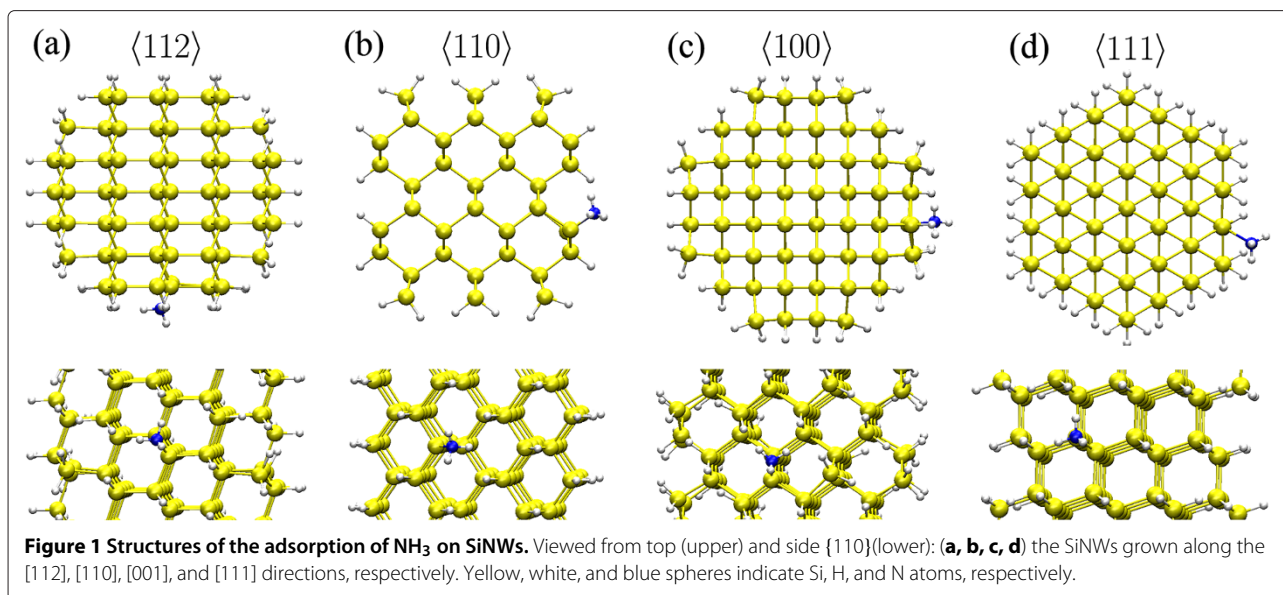 (a) ⟨112⟩ (b) ⟨110⟩ (c) ⟨100⟩ (d) ⟨111⟩
Figure 1 Structures of the adsorption of NH₃ on SiNWs. Viewed from top (upper) and side {110}(lower): (a, b, c, d) the SiNWs grown along the
[112], [110], [001], and [111] directions, respectively. Yellow, white, and blue spheres indicate Si, H, and N atoms, respectively.